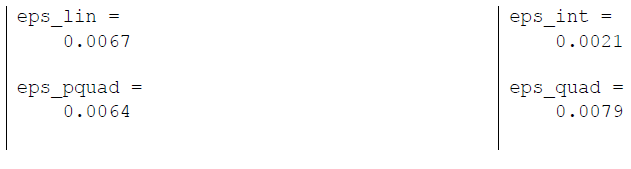 eps_lin =
0.0067
eps_pquad =
0.0064
eps_int =
0.0021
eps_quad =
0.0079